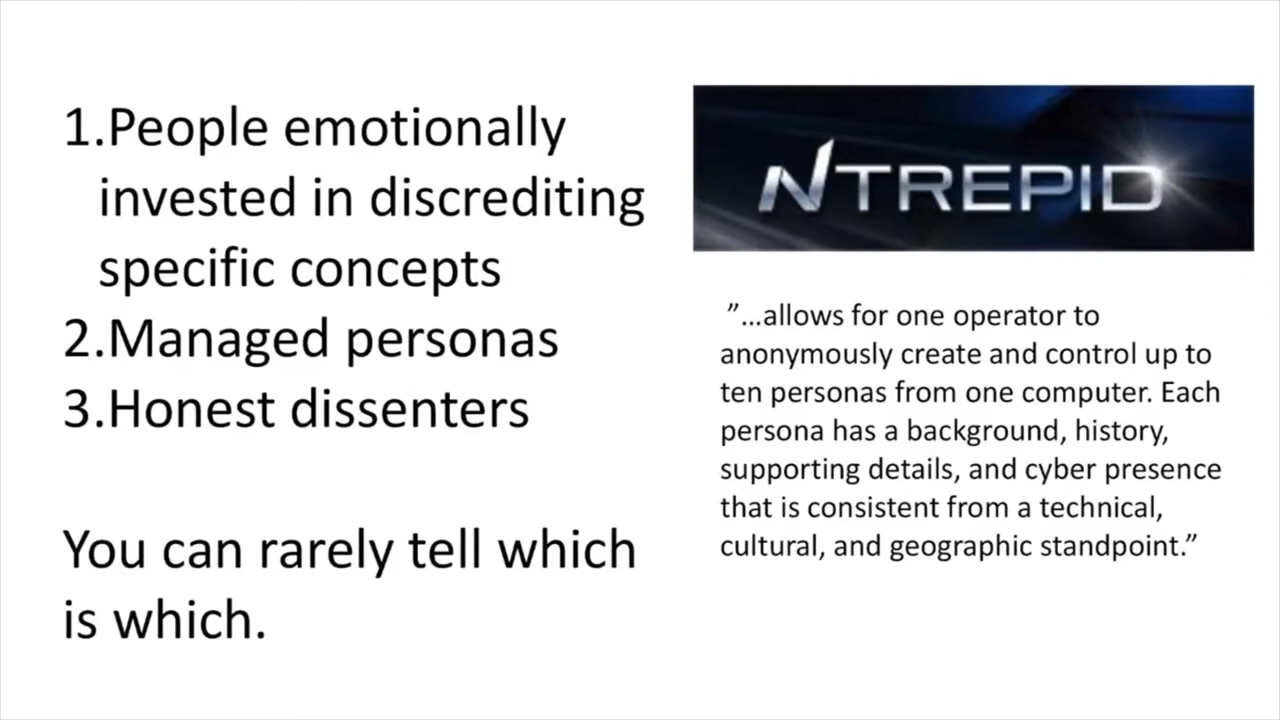 1.People emotionally
invested in discrediting
specific concepts
2.Managed personas
3.Honest dissenters
You can rarely tell which
is which.
NTREPID
”…allows for one operator to
anonymously create and control up to
ten personas from one computer. Each
persona has a background, history,
supporting details, and cyber presence
that is consistent from a technical,
cultural, and geographic standpoint.”